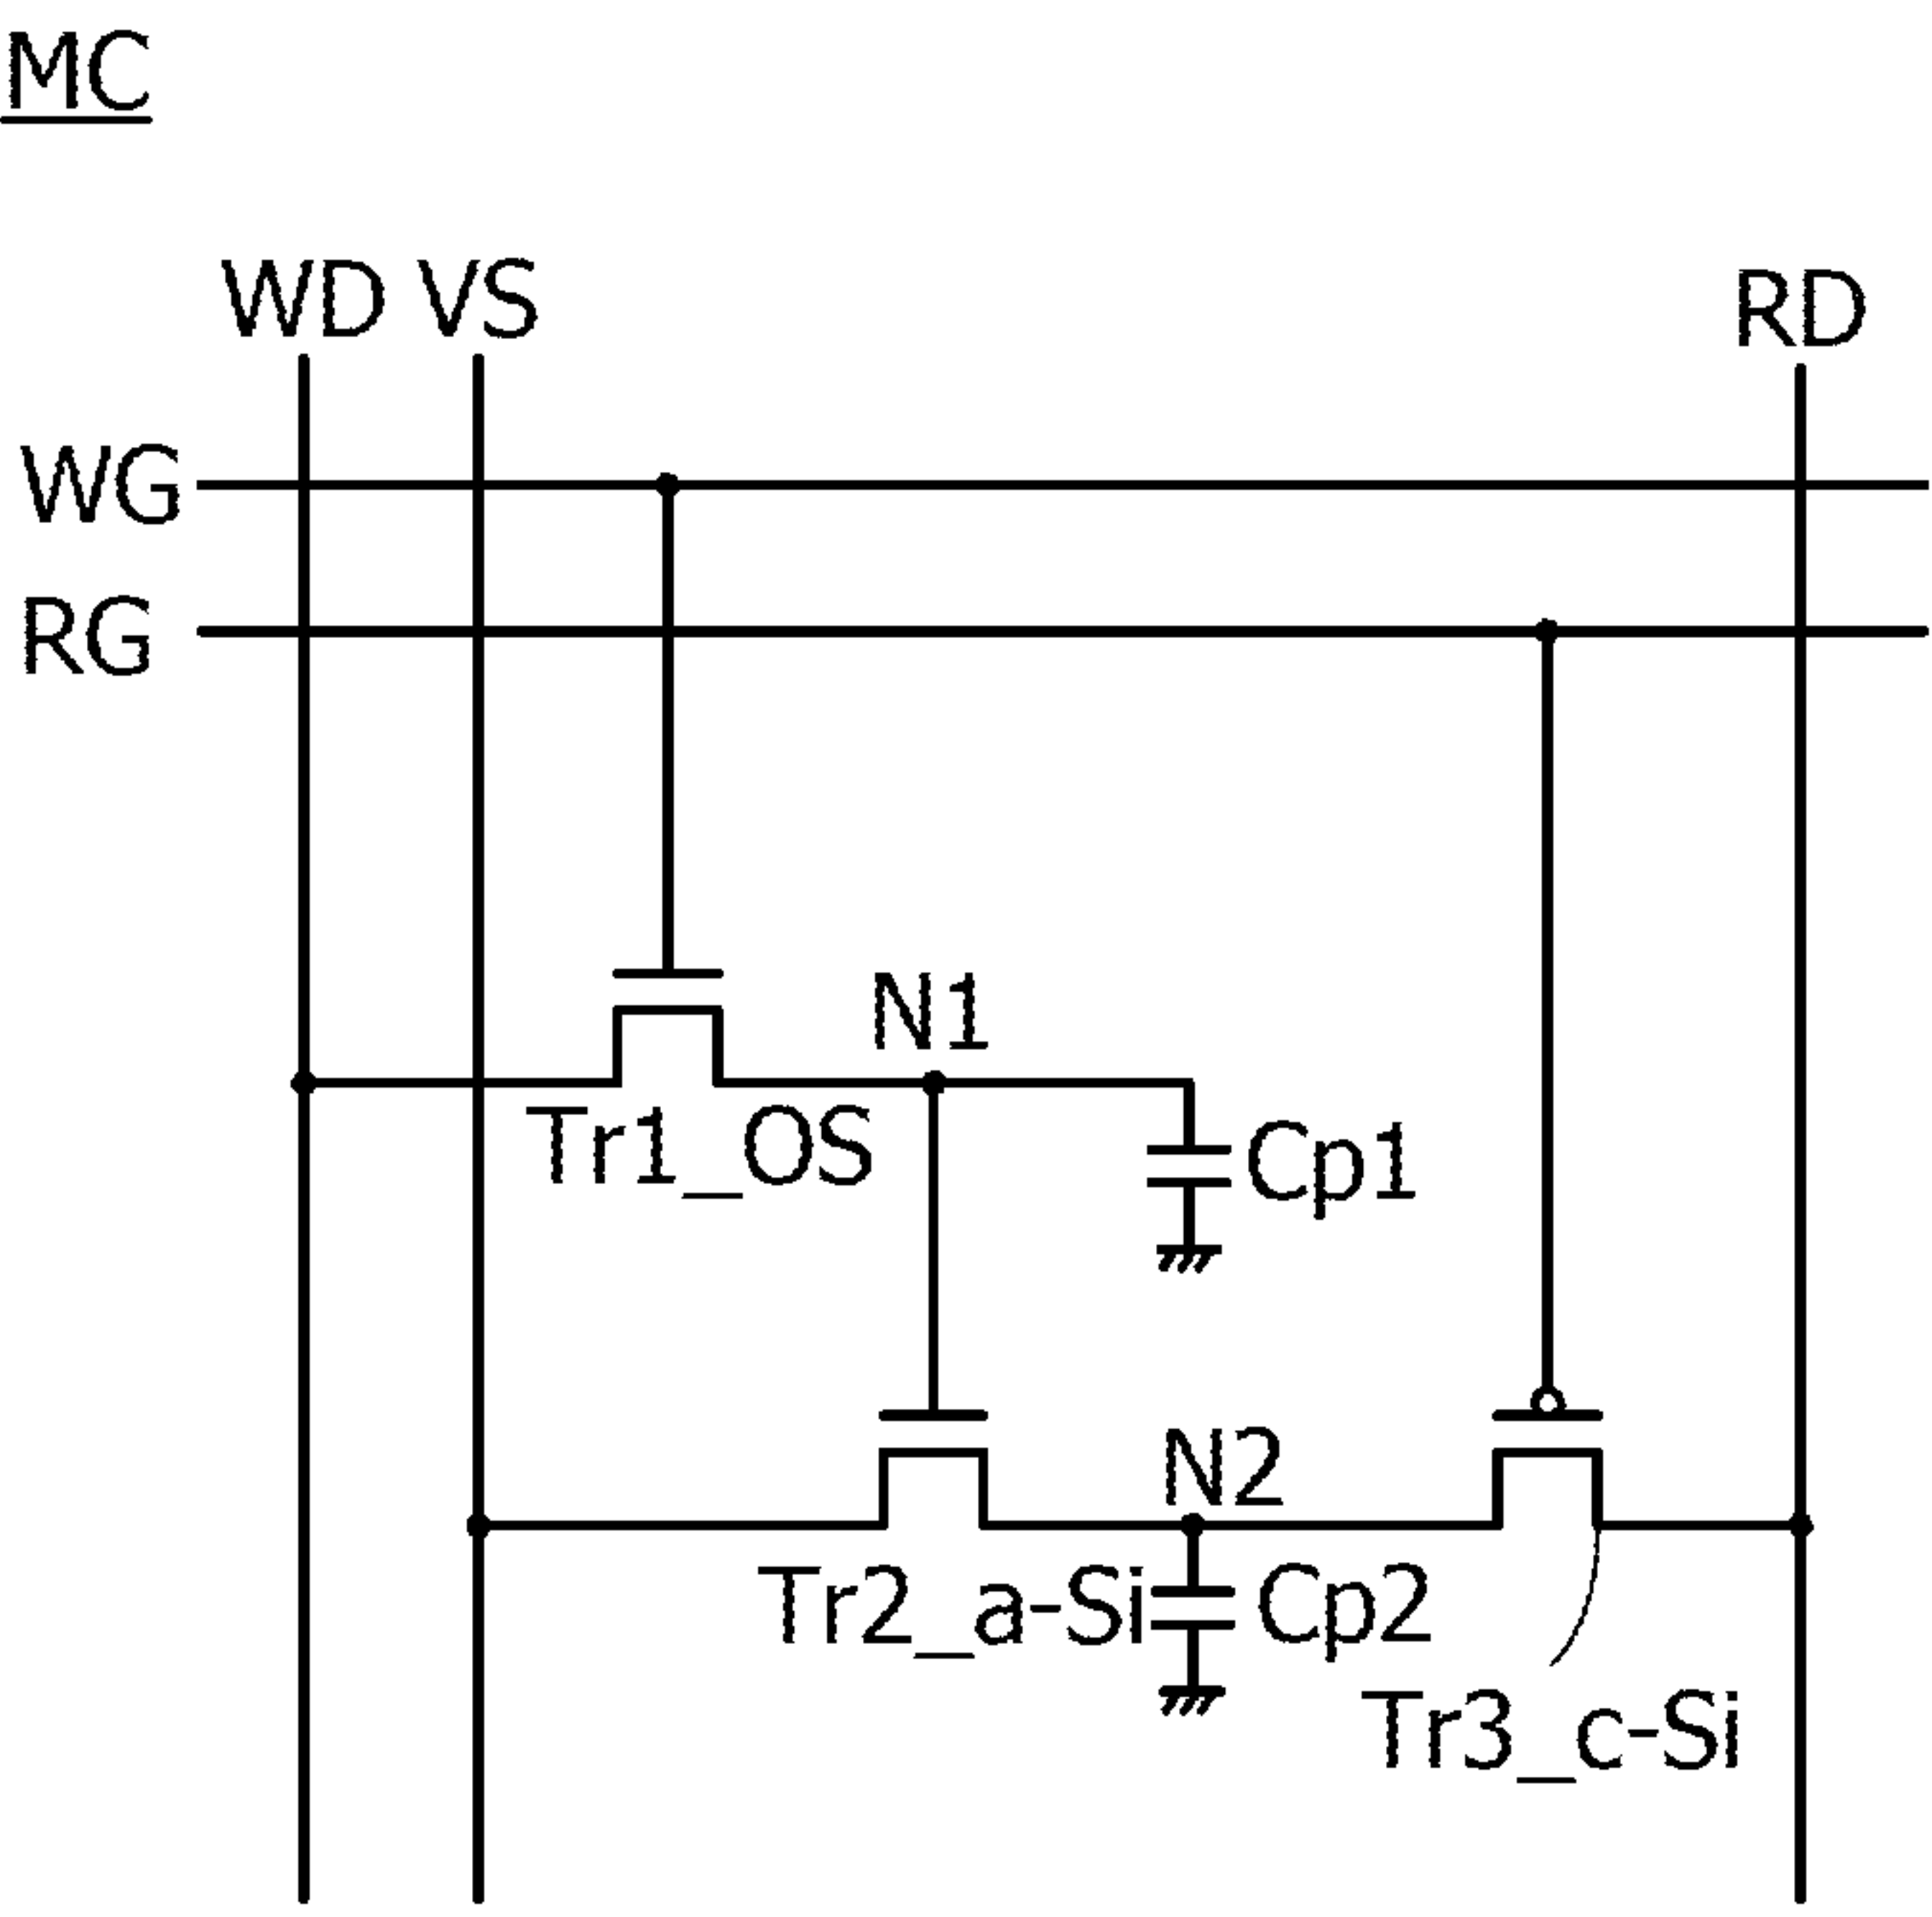 MC
WD VS RD
WG
RG
N1
Tr1_OS
Cp1
N2
Tr2_a-Si
Cp2
Tr3_c-Si